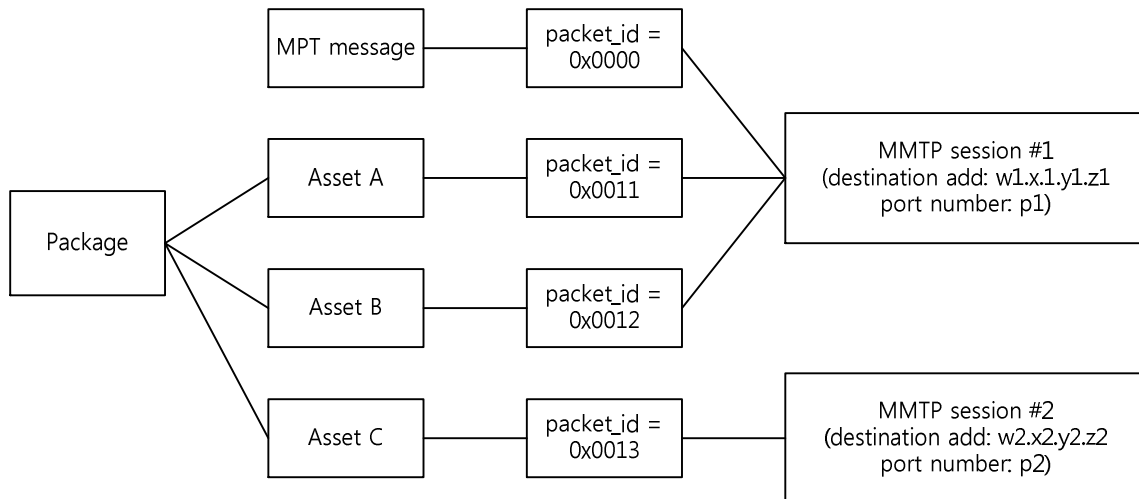 MPT message
packet_id =
0x0000
Asset A
packet_id =
0x0011
MMTP session #1
(destination add: w1.x.1.y1.z1
port number: p1)
Package
Asset B
packet_id =
0x0012
Asset C
packet_id =
0x0013
MMTP session #2
(destination add: w2.x2.y2.z2
port number: p2)